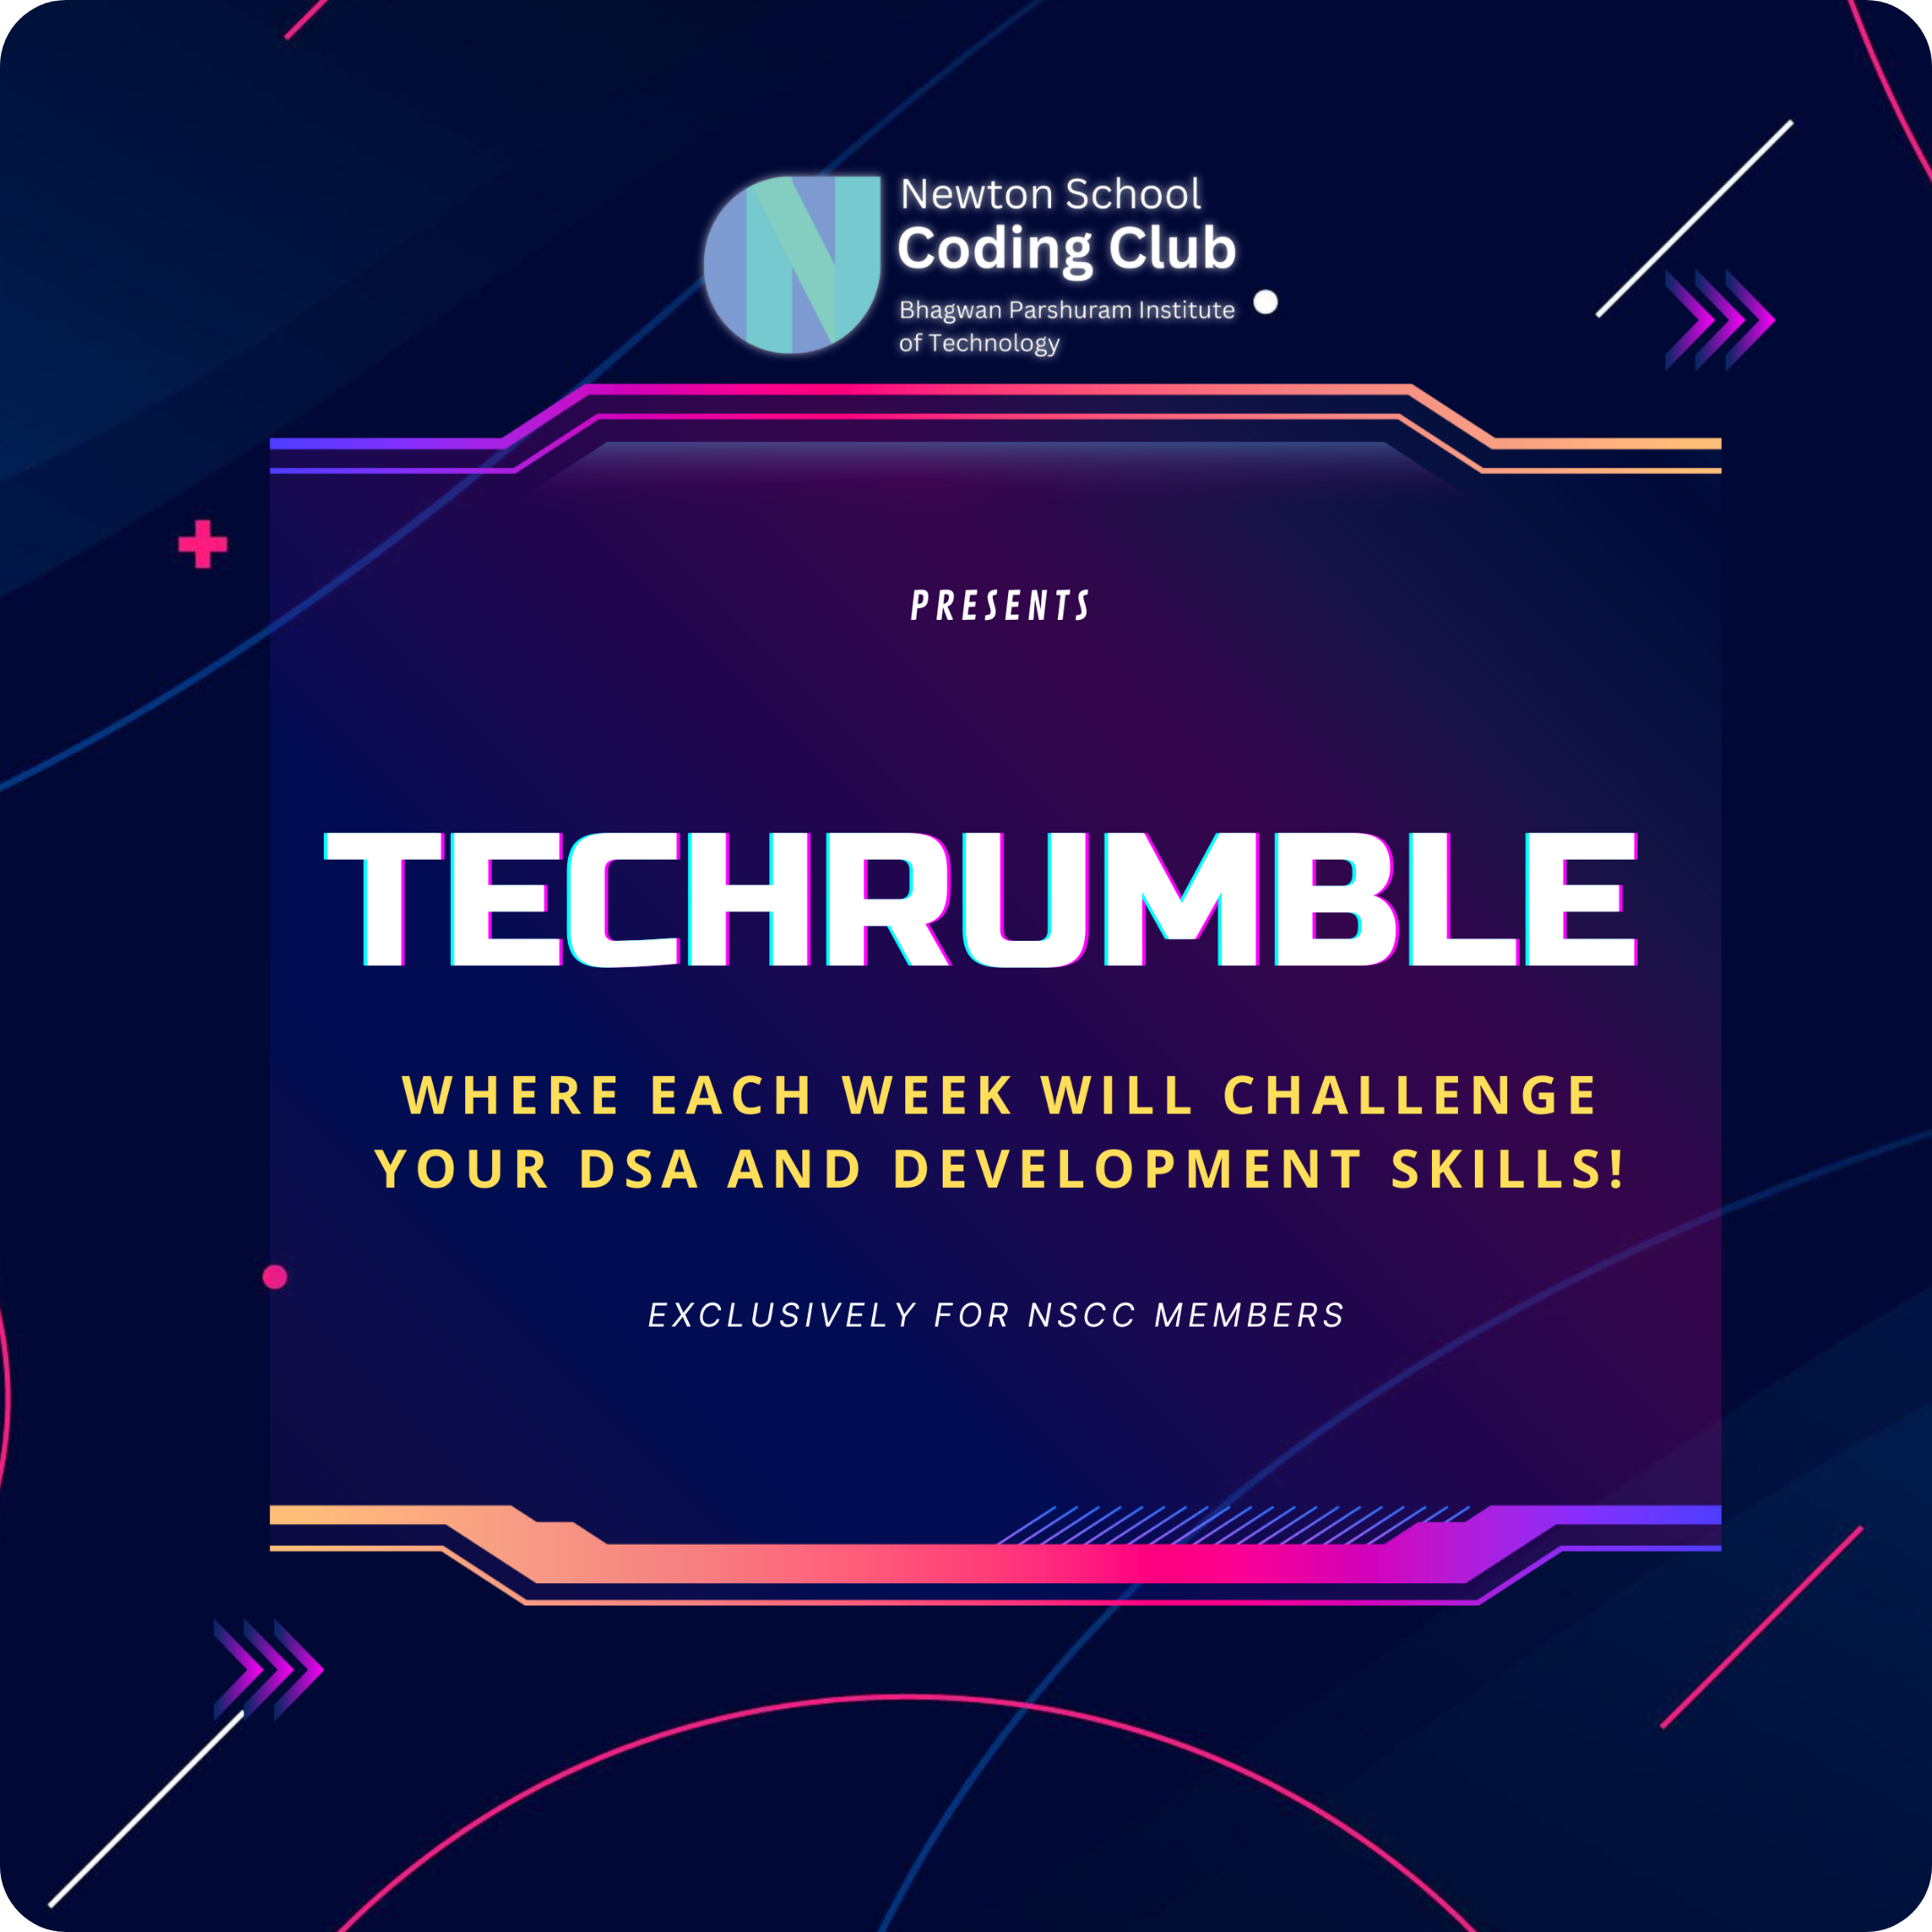 Newton School
Coding Club
Bhagwan Parshuram Institute
of Technology
PRESENTS
TECHRUMBLE
WHERE EACH WEEK WILL CHALLENGE
YOUR DSA AND DEVELOPMENT SKILLS!
EXCLUSIVELY FOR NSCC MEMBERS